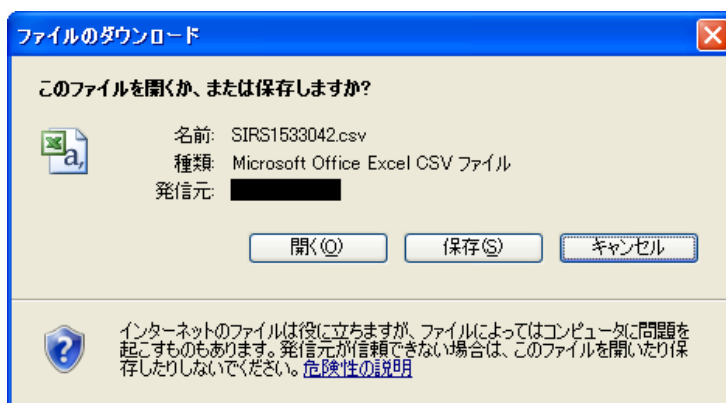 ファイルのダウンロード
このファイルを開くか、または保存しますか?
名前: SIRS1533042.csv
種類: Microsoft Office Excel CSV ファイル
発信元:
開く(O) 保存(S) キャンセル
インターネットのファイルは役に立ちますが、ファイルによってはコンピュータに問題を
起こすものもあります。発信元が信頼できない場合は、このファイルを開いたり保
存したりしないでください。危険性の説明